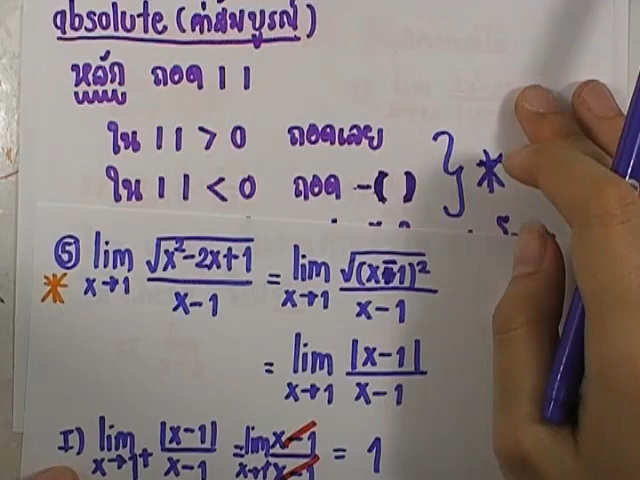 absolute (ค่าสัมบูรณ์)
หลัก ถอด | |
ใน | | > 0 ถอดเลย
ใน | | < 0 ถอด -( )
} *
⑤ lim x→1 √(x²-2x+1) / (x-1) = lim x→1 √((x-1)²) / (x-1)
* = lim x→1 |x-1| / (x-1)
I) lim x→1⁺ |x-1| / (x-1) = lim x→1⁺ (x-1) / (x-1) = 1